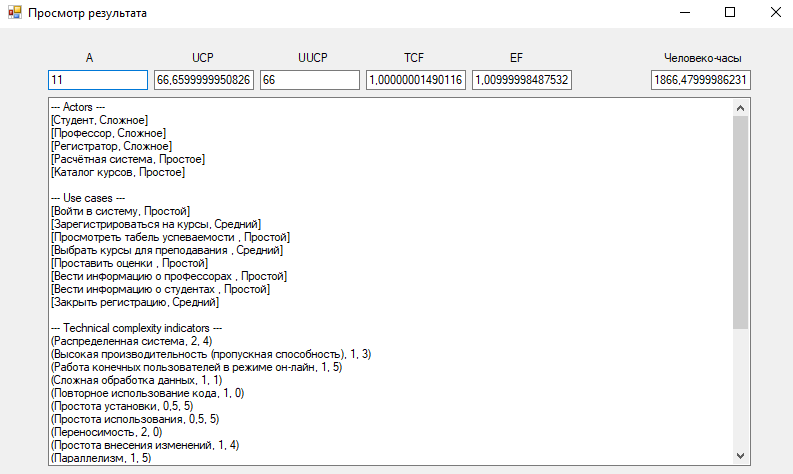 Просмотр результата
A UCP UUCP TCF EF Человеко-часы
11 66,6599999950826 66 1,00000001490116 1,00999998487532 1866,47999986231
--- Actors ---
[Студент, Сложное]
[Профессор, Сложное]
[Регистратор, Сложное]
[Расчётная система, Простое]
[Каталог курсов, Простое]
--- Use cases ---
[Войти в систему, Простой]
[Зарегистрироваться на курсы, Средний]
[Просмотреть табель успеваемости , Простой]
[Выбрать курсы для преподавания , Средний]
[Проставить оценки , Простой]
[Вести информацию о профессорах , Простой]
[Вести информацию о студентах , Простой]
[Закрыть регистрацию, Средний]
--- Technical complexity indicators ---
(Распределенная система, 2, 4)
(Высокая производительность (пропускная способность), 1, 3)
(Работа конечных пользователей в режиме он-лайн, 1, 5)
(Сложная обработка данных, 1, 1)
(Повторное использование кода, 1, 0)
(Простота установки, 0,5, 5)
(Простота использования, 0,5, 5)
(Переносимость, 2, 0)
(Простота внесения изменений, 1, 4)
(Параллелизм, 1, 5)